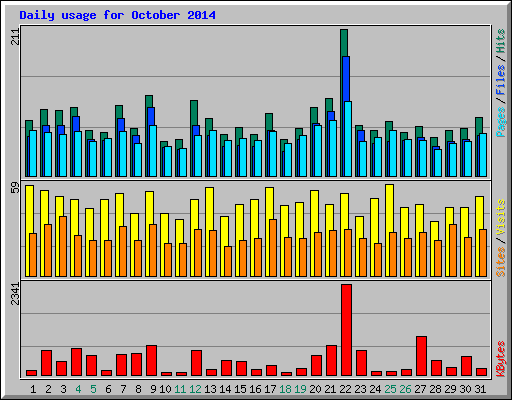 Daily usage for October 2014
211
Pages / Files / Hits
59
Sites / Visits
2341
KBytes
1 2 3 4 5 6 7 8 9 10 11 12 13 14 15 16 17 18 19 20 21 22 23 24 25 26 27 28 29 30 31